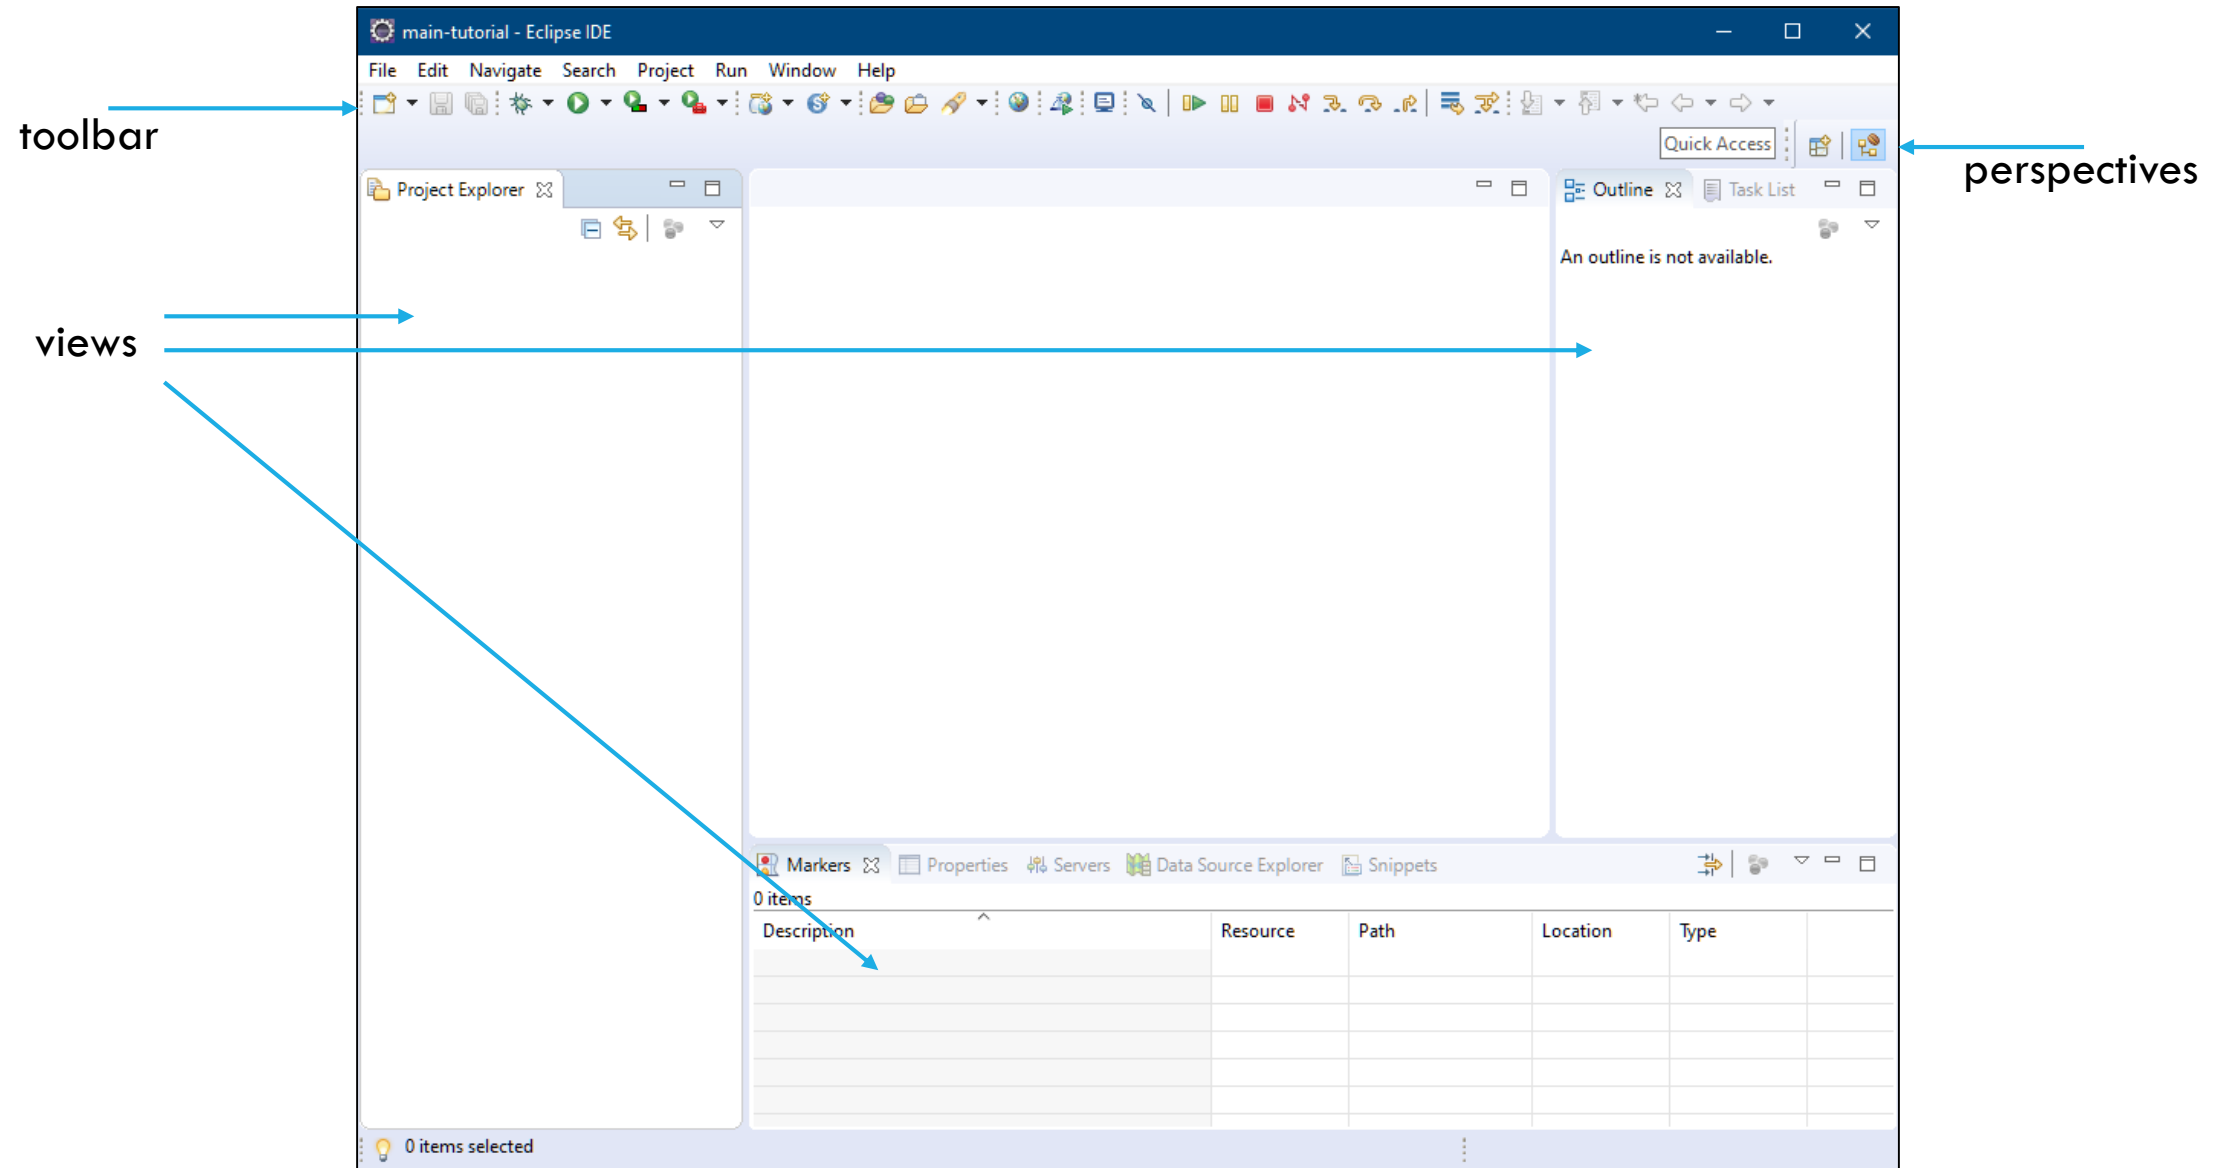 main-tutorial - Eclipse IDE
File Edit Navigate Search Project Run Window Help
toolbar
Quick Access
perspectives
Project Explorer
Outline Task List
An outline is not available.
views
Markers Properties Servers Data Source Explorer Snippets
0 items
Description Resource Path Location Type
0 items selected